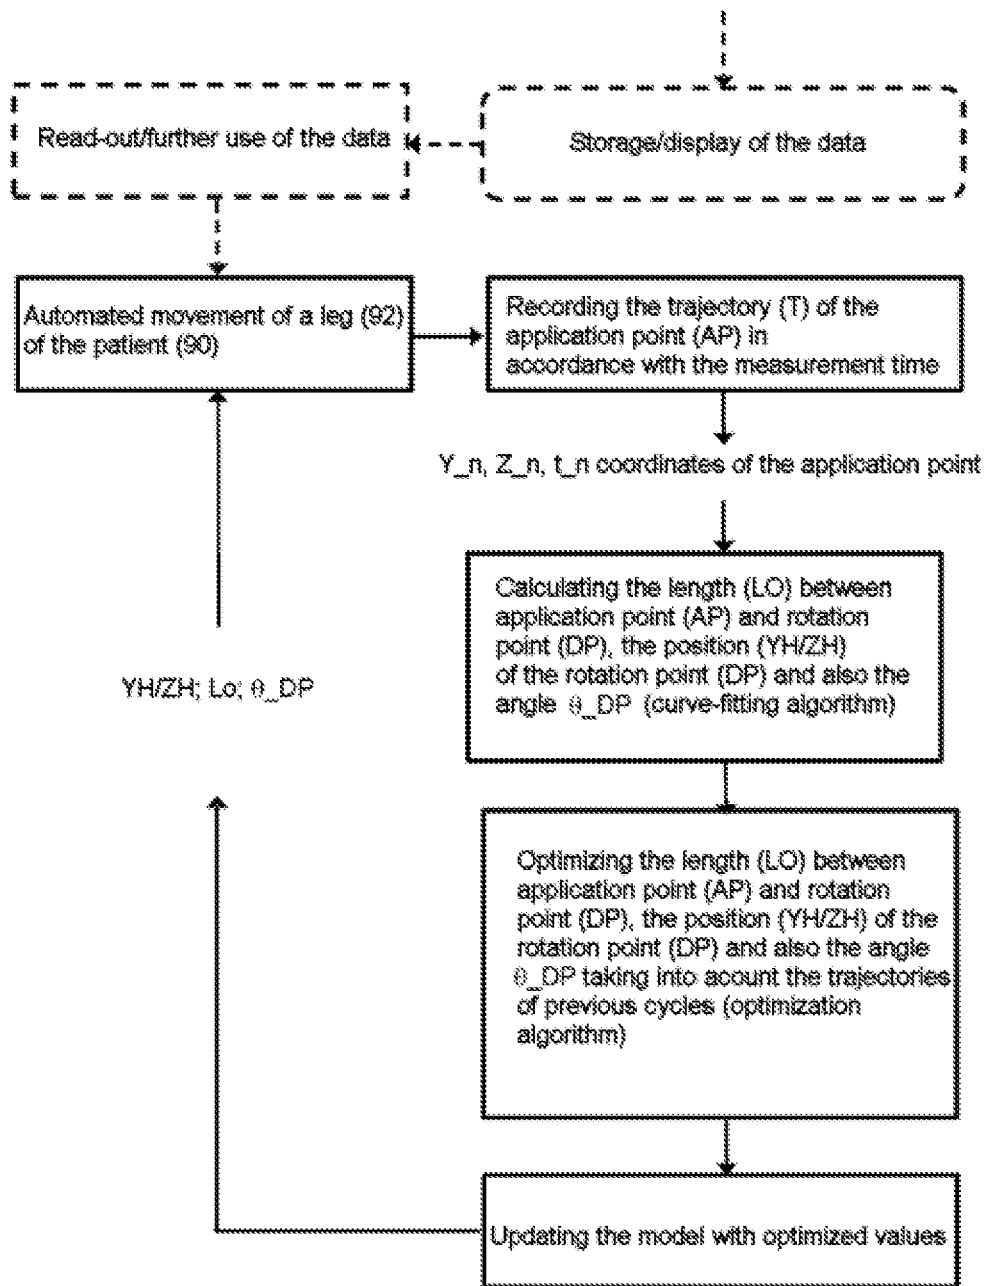 Read-out/further use of the data
Storage/display of the data
Automated movement of a leg (92)
of the patient (90)
Recording the trajectory (T) of the
application point (AP) in
accordance with the measurement time
Y_n, Z_n, t_n coordinates of the application point
Calculating the length (LO) between
application point (AP) and rotation
point (DP), the position (YH/ZH)
of the rotation point (DP) and also the
angle θ_DP (curve-fitting algorithm)
YH/ZH; Lo; θ_DP
Optimizing the length (LO) between
application point (AP) and rotation
point (DP), the position (YH/ZH) of the
rotation point (DP) and also the angle
θ_DP taking into acount the trajectories
of previous cycles (optimization
algorithm)
Updating the model with optimized values